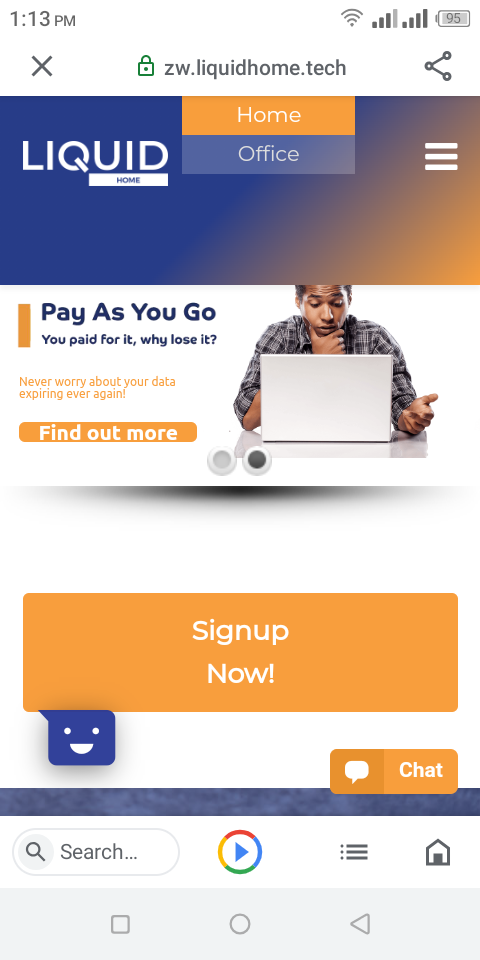 1:13 PM
95
zw.liquidhome.tech
Home
Office
LIQUID
HOME
Pay As You Go
You paid for it, why lose it?
Never worry about your data
expiring ever again!
Find out more
Signup
Now!
Chat
Search...